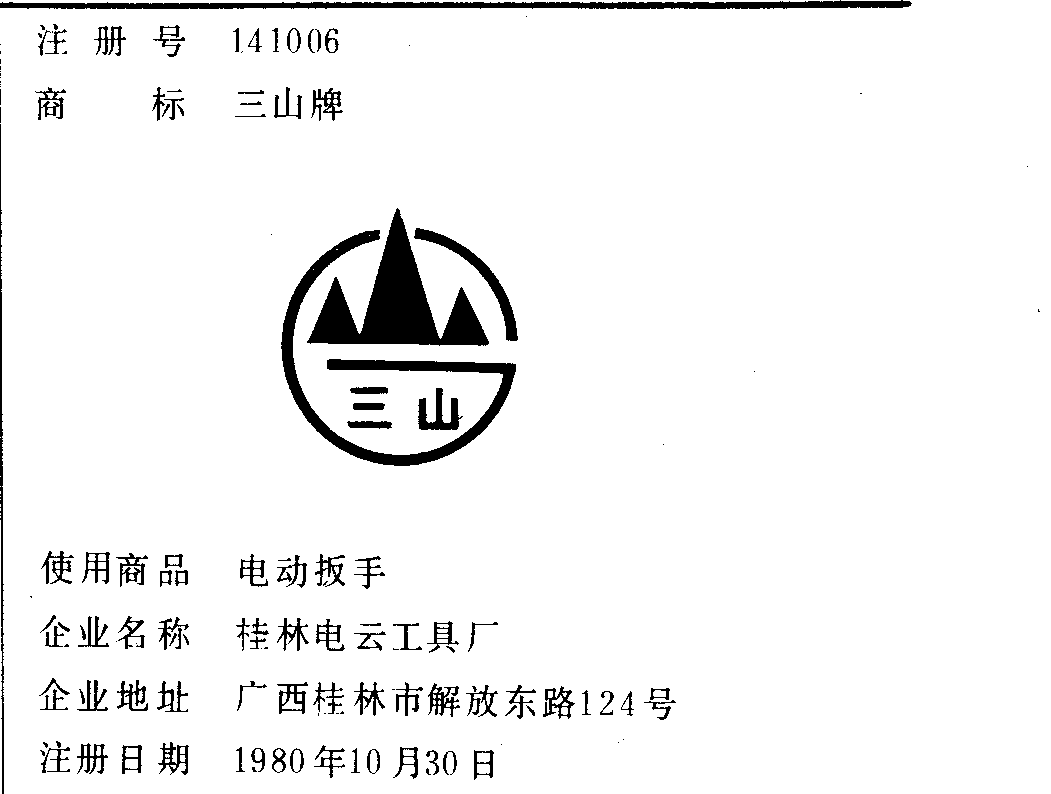 注册号 141006
商标 三山牌
三山
使用商品 电动扳手
企业名称 桂林电云工具厂
企业地址 广西桂林市解放东路124号
注册日期 1980年10月30日